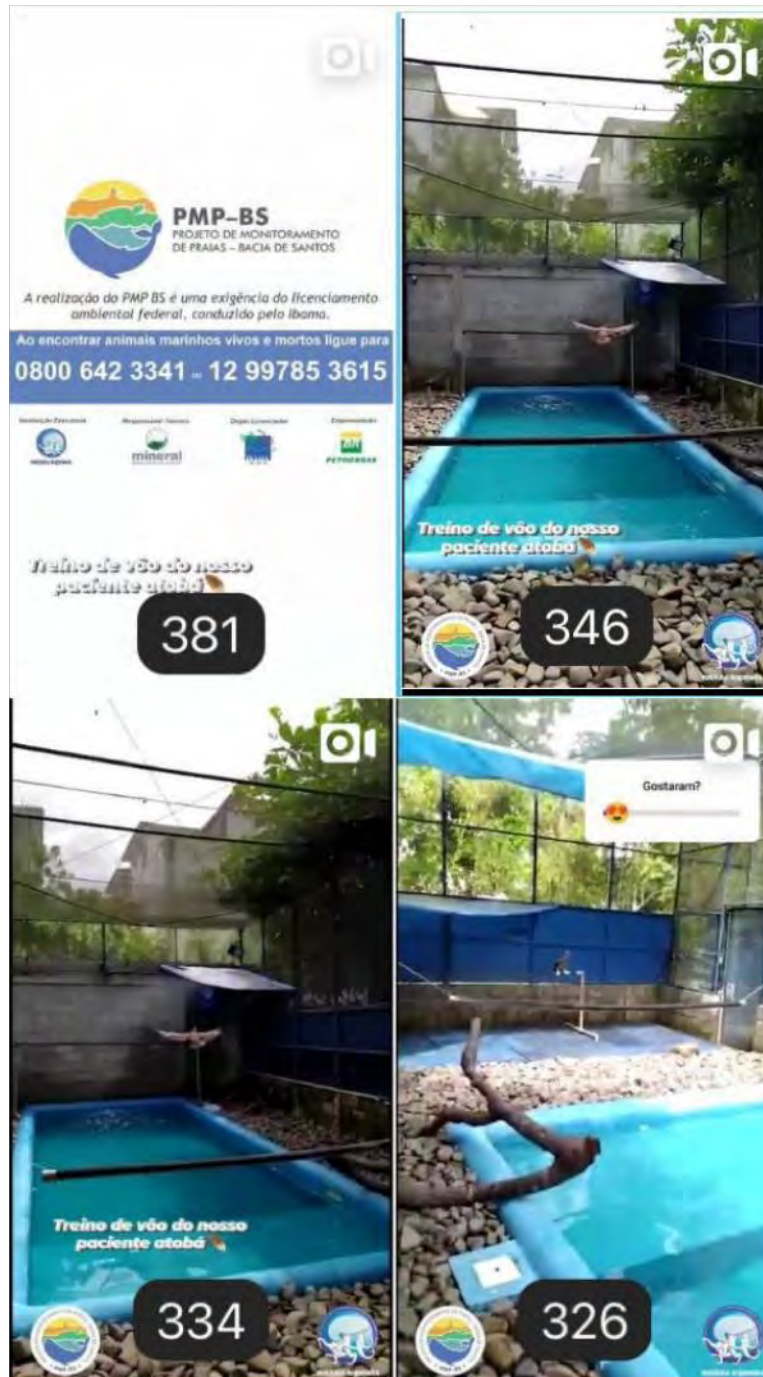 PMP-BS
PROJETO DE MONITORAMENTO
DE PRAIAS – BACIA DE SANTOS
A realização do PMP BS é uma exigência do licenciamento
ambiental federal, conduzido pelo Ibama.
Ao encontrar animais marinhos vivos e mortos ligue para
0800 642 3341 ou 12 99785 3615
mineral
PETROBRAS
Treino de vôo do nosso
paciente atobá
381
Treino de vôo do nosso
paciente atobá
346
Treino de vôo do nosso
paciente atobá
334
Gostaram?
326